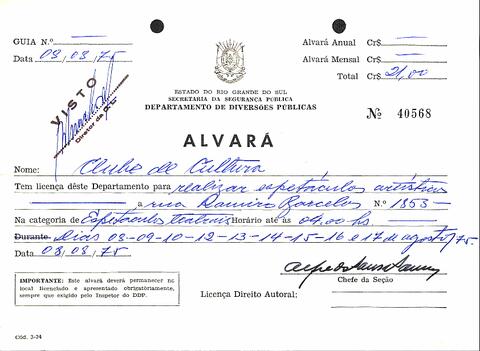 GUIA N.º
Data 08/08/75
Alvará Anual Cr$
Alvará Mensal Cr$
Total Cr$ 21,00
VISTO
Diretor da D.
ESTADO DO RIO GRANDE DO SUL
SECRETARIA DA SEGURANÇA PÚBLICA
DEPARTAMENTO DE DIVERSÕES PÚBLICAS
Nº 40568
ALVARÁ
Nome: Clube de Cultura
Tem licença dêste Departamento para realizar espetáculos artísticos
a rua Ramiro Barcelos N.º 1853
Na categoria de Espetáculos teatrais Horário até as 04,00 hs
Durante Dias 08-09-10-12-13-14-15-16 e 17 de agosto/75.
Data 08/08/75
IMPORTANTE: Este alvará deverá permanecer no
local licenciado e apresentado obrigatòriamente,
sempre que exigido pelo Inspetor do DDP.
Chefe da Seção
Licença Direito Autoral:
Cód. 3-24